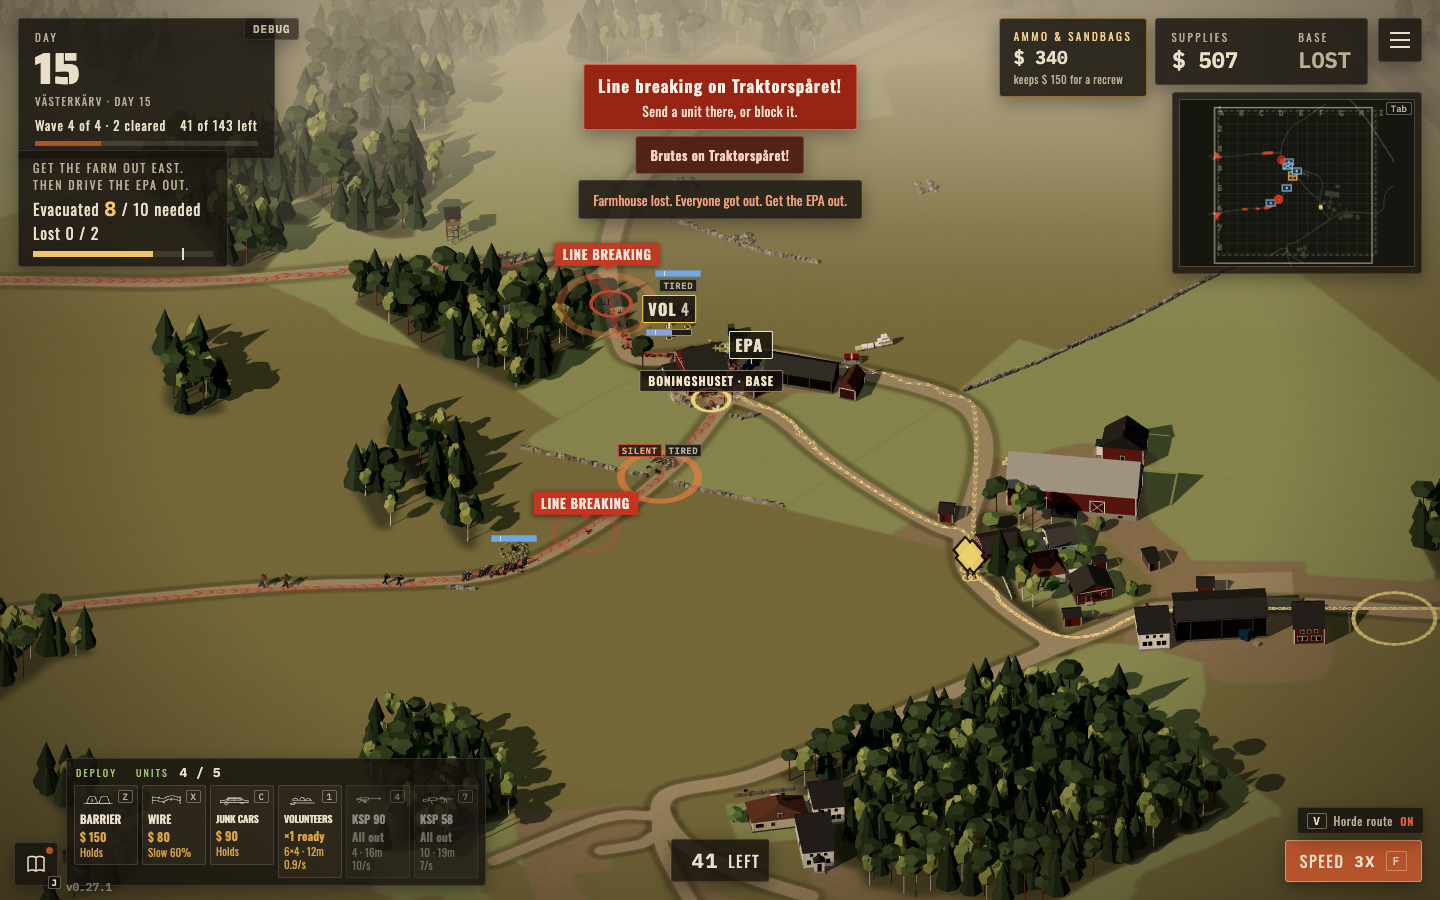 DAY
15
VÄSTERKÄRV · DAY 15
Wave 4 of 4 · 2 cleared 41 of 143 left
DEBUG
GET THE FARM OUT EAST.
THEN DRIVE THE EPA OUT.
Evacuated 8 / 10 needed
Lost 0 / 2
Line breaking on Traktorspåret!
Send a unit there, or block it.
Brutes on Traktorspåret!
Farmhouse lost. Everyone got out. Get the EPA out.
AMMO & SANDBAGS
$ 340
keeps $ 150 for a recrew
SUPPLIES
$ 507
BASE
LOST
Tab
LINE BREAKING
TIRED
VOL 4
EPA
BONINGSHUSET · BASE
SILENT TIRED
LINE BREAKING
DEPLOY UNITS 4 / 5
Z
BARRIER
$ 150
Holds
X
WIRE
$ 80
Slow 60%
C
JUNK CARS
$ 90
Holds
1
VOLUNTEERS
×1 ready
6×4 · 12m
0.9/s
4
KSP 90
All out
4 · 16m
10/s
7
KSP 58
All out
10 · 19m
7/s
J
v0.27.1
41 LEFT
V Horde route ON
SPEED 3X F